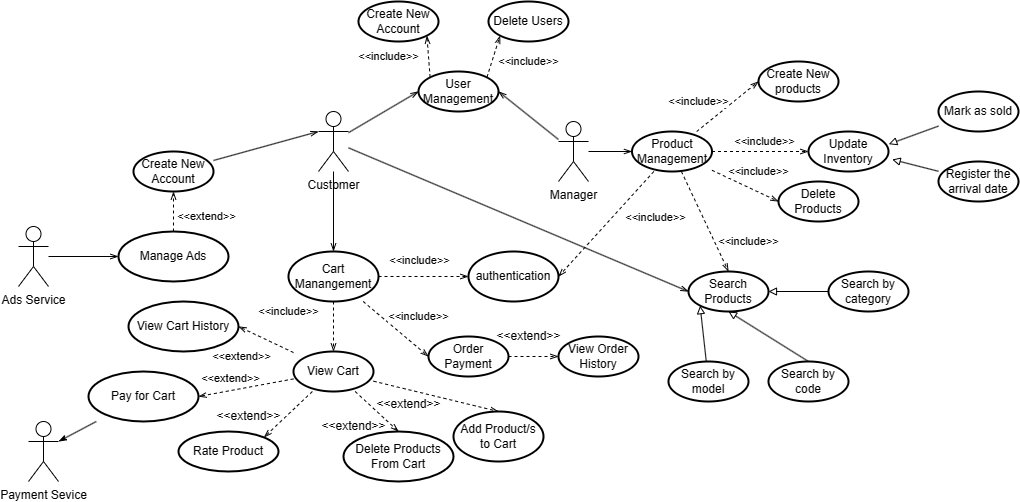 Create New
Account
Delete Users
<<include>>
<<include>>
User
Management
Create New
products
<<include>>
Mark as sold
Product
Management
<<include>>
Update
Inventory
Create New
Account
Customer
Manager
<<include>>
Register the
arrival date
Delete
Products
<<extend>>
<<include>>
Manage Ads
Ads Service
<<include>>
Cart
Manangement
<<include>>
authentication
Search
Products
Search by
category
<<include>>
<<include>>
View Cart History
<<extend>>
<<extend>>
Order
Payment
View Order
History
<<extend>>
View Cart
Search by
model
Search by
code
Pay for Cart
<<extend>>
<<extend>>
<<extend>>
Rate Product
Delete Products
From Cart
Add Product/s
to Cart
Payment Sevice